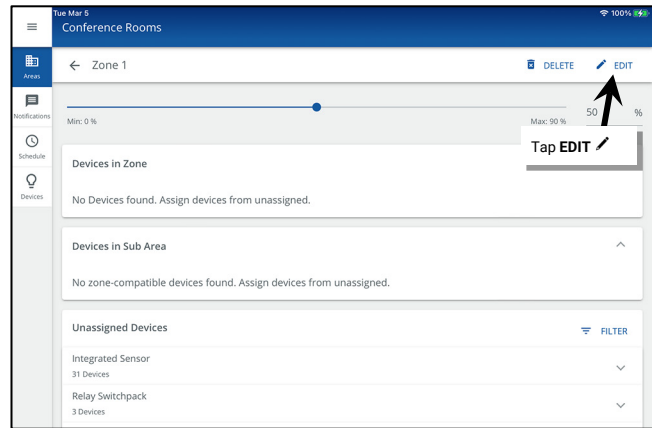 Tue Mar 5
100%
Conference Rooms
Areas
Zone 1
DELETE
EDIT
Notifications
Min: 0 %
Max: 90 %
50 %
Tap EDIT
Schedule
Devices in Zone
Devices
No Devices found. Assign devices from unassigned.
Devices in Sub Area
No zone-compatible devices found. Assign devices from unassigned.
Unassigned Devices
FILTER
Integrated Sensor
31 Devices
Relay Switchpack
3 Devices